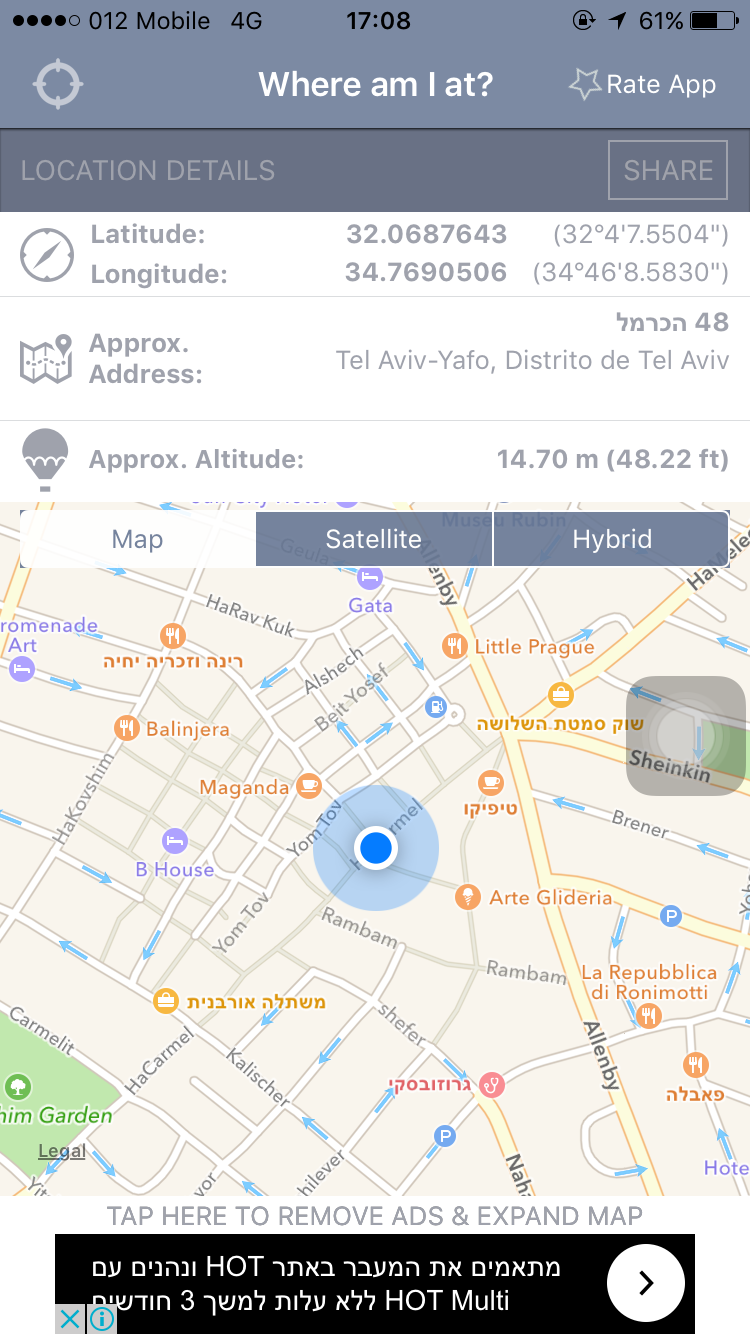 012 Mobile 4G 17:08 61%
Where am I at?
Rate App
LOCATION DETAILS
SHARE
Latitude: 32.0687643 (32°4'7.5504")
Longitude: 34.7690506 (34°46'8.5830")
Approx. Address:
הכרמל 48
Tel Aviv-Yafo, Distrito de Tel Aviv
Approx. Altitude: 14.70 m (48.22 ft)
Museu Rubin
Map
Satellite
Hybrid
Geula
Allenby
HaRav Kuk
Gata
romenade
Art
רינה וזכריה יחיה
Little Prague
Alshech
Beit Yosef
Balinjera
שוק סמטת השלושה
Sheinkin
HaKovshim
Maganda
טיפיקו
Yom Tov
Brener
B House
Arte Glideria
P
Yom Tov
Rambam
Rambam
La Repubblica
di Ronimotti
משתלה אורבנית
Carmelit
HaCarmel
shefer
Kalischer
Allenby
גרוזובסקי
פאבלה
him Garden
P
Legal
hilever
Naha
Hote
TAP HERE TO REMOVE ADS & EXPAND MAP
מתאמים את המעבר באתר HOT ונהנים עם
HOT Multi ללא עלות למשך 3 חודשים